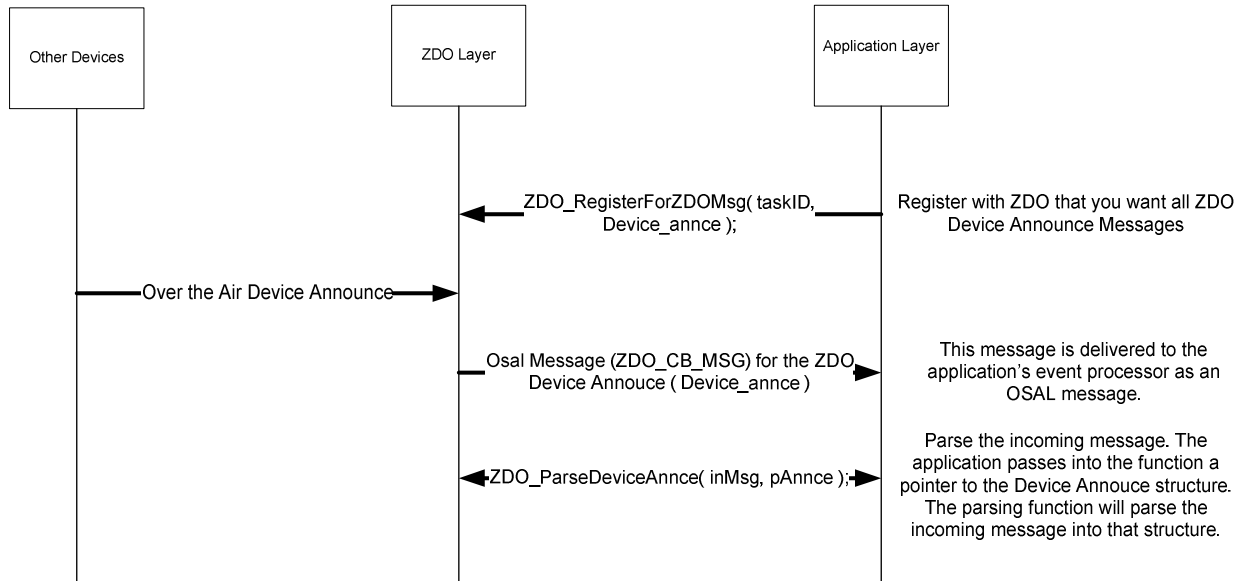 Other Devices
ZDO Layer
Application Layer
ZDO_RegisterForZDOMsg( taskID,
Device_annce );
Register with ZDO that you want all ZDO
Device Announce Messages
Over the Air Device Announce
Osal Message (ZDO_CB_MSG) for the ZDO
Device Annouce ( Device_annce )
This message is delivered to the
application's event processor as an
OSAL message.
ZDO_ParseDeviceAnnce( inMsg, pAnnce );
Parse the incoming message. The
application passes into the function a
pointer to the Device Annouce structure.
The parsing function will parse the
incoming message into that structure.